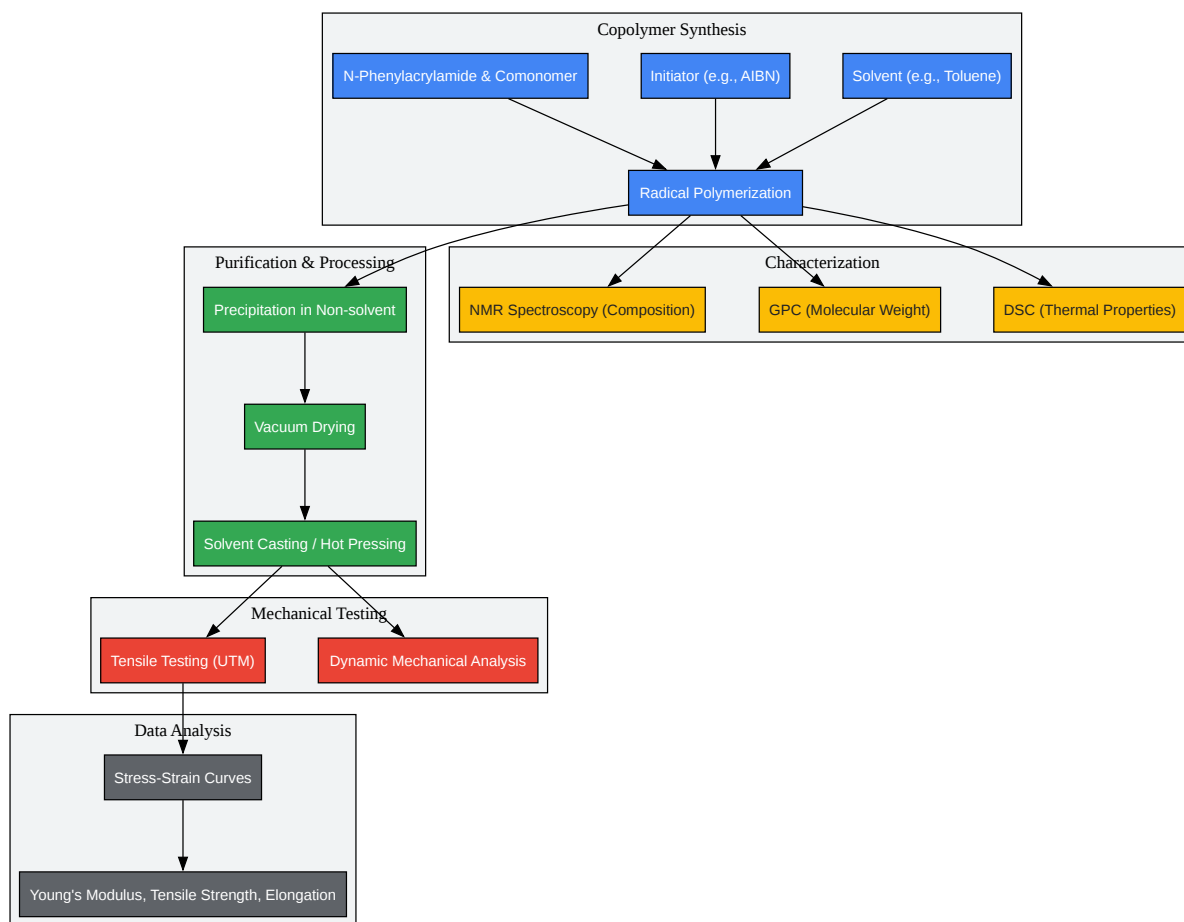 Copolymer Synthesis
N-Phenylacrylamide & Comonomer
Initiator (e.g., AIBN)
Solvent (e.g., Toluene)
Radical Polymerization
Purification & Processing
Characterization
Precipitation in Non-solvent
NMR Spectroscopy (Composition)
GPC (Molecular Weight)
DSC (Thermal Properties)
Vacuum Drying
Solvent Casting / Hot Pressing
Mechanical Testing
Tensile Testing (UTM)
Dynamic Mechanical Analysis
Data Analysis
Stress-Strain Curves
Young's Modulus, Tensile Strength, Elongation